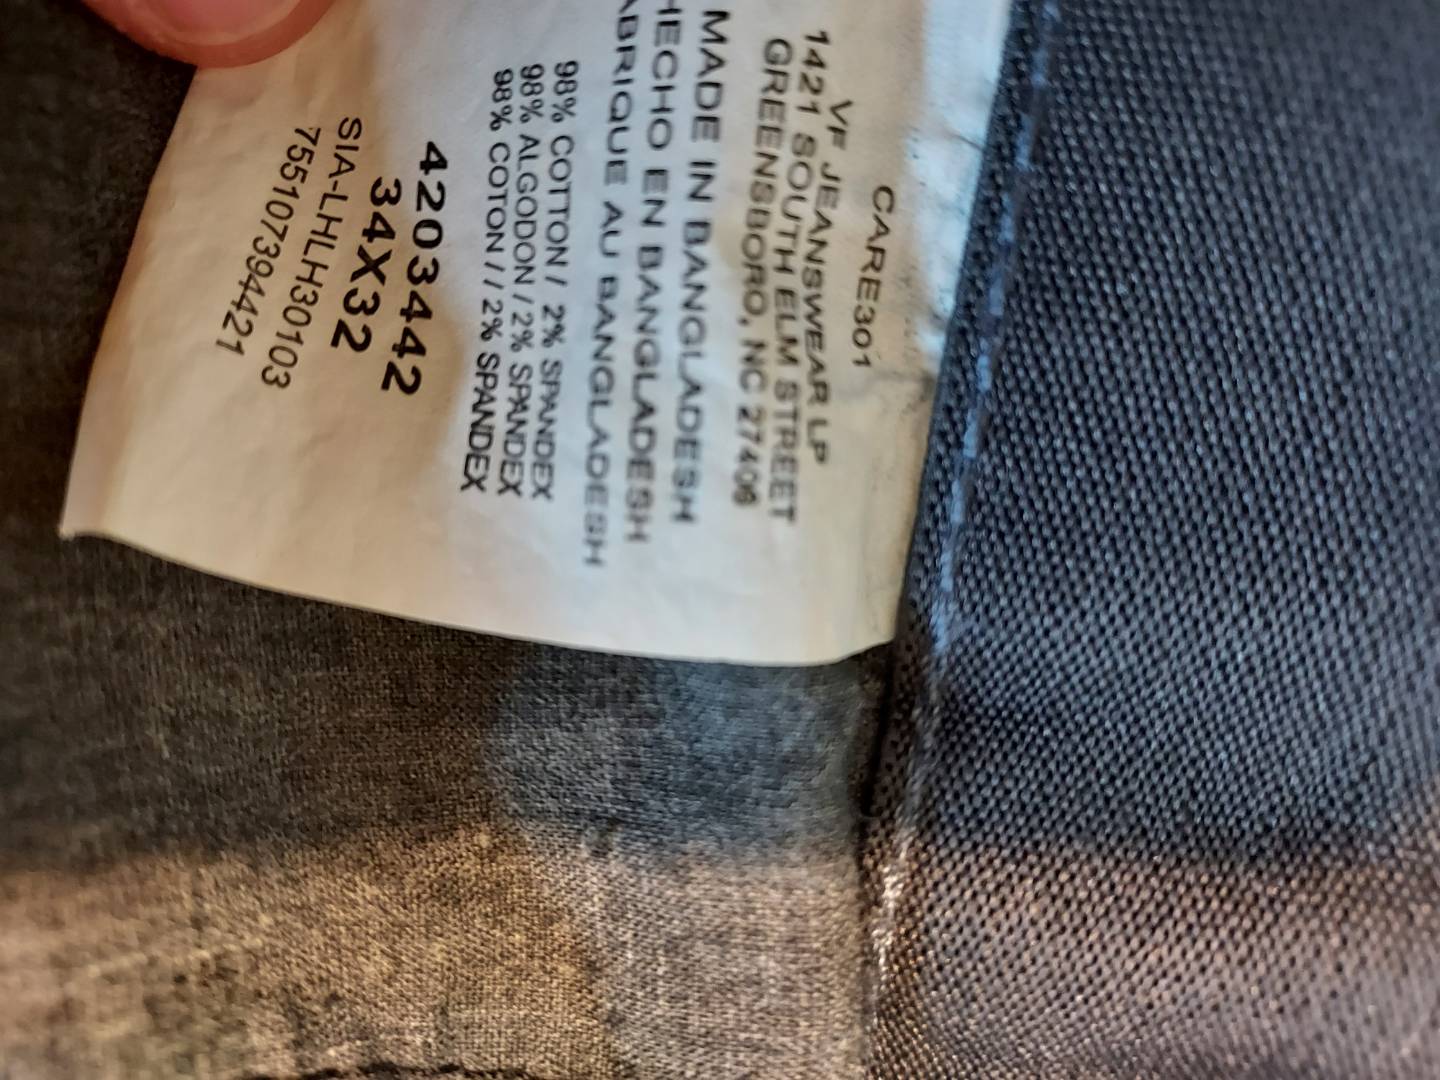 CARE301
VF JEANSWEAR LP
1421 SOUTH ELM STREET
GREENSBORO, NC 27406
MADE IN BANGLADESH
HECHO EN BANGLADESH
FABRIQUE AU BANGLADESH
98% COTTON / 2% SPANDEX
98% ALGODON / 2% SPANDEX
98% COTON / 2% SPANDEX
4203442
34X32
SIA-LHLH30103
755107394421